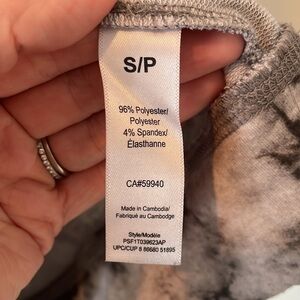 S/P
96% Polyester/
Polyester
4% Spandex/
Élasthanne
CA#59940
Made in Cambodia/
Fabriqué au Cambodge
Style/Modèle
PSF1T039623AP
UPC/CUP 8 86680 51895